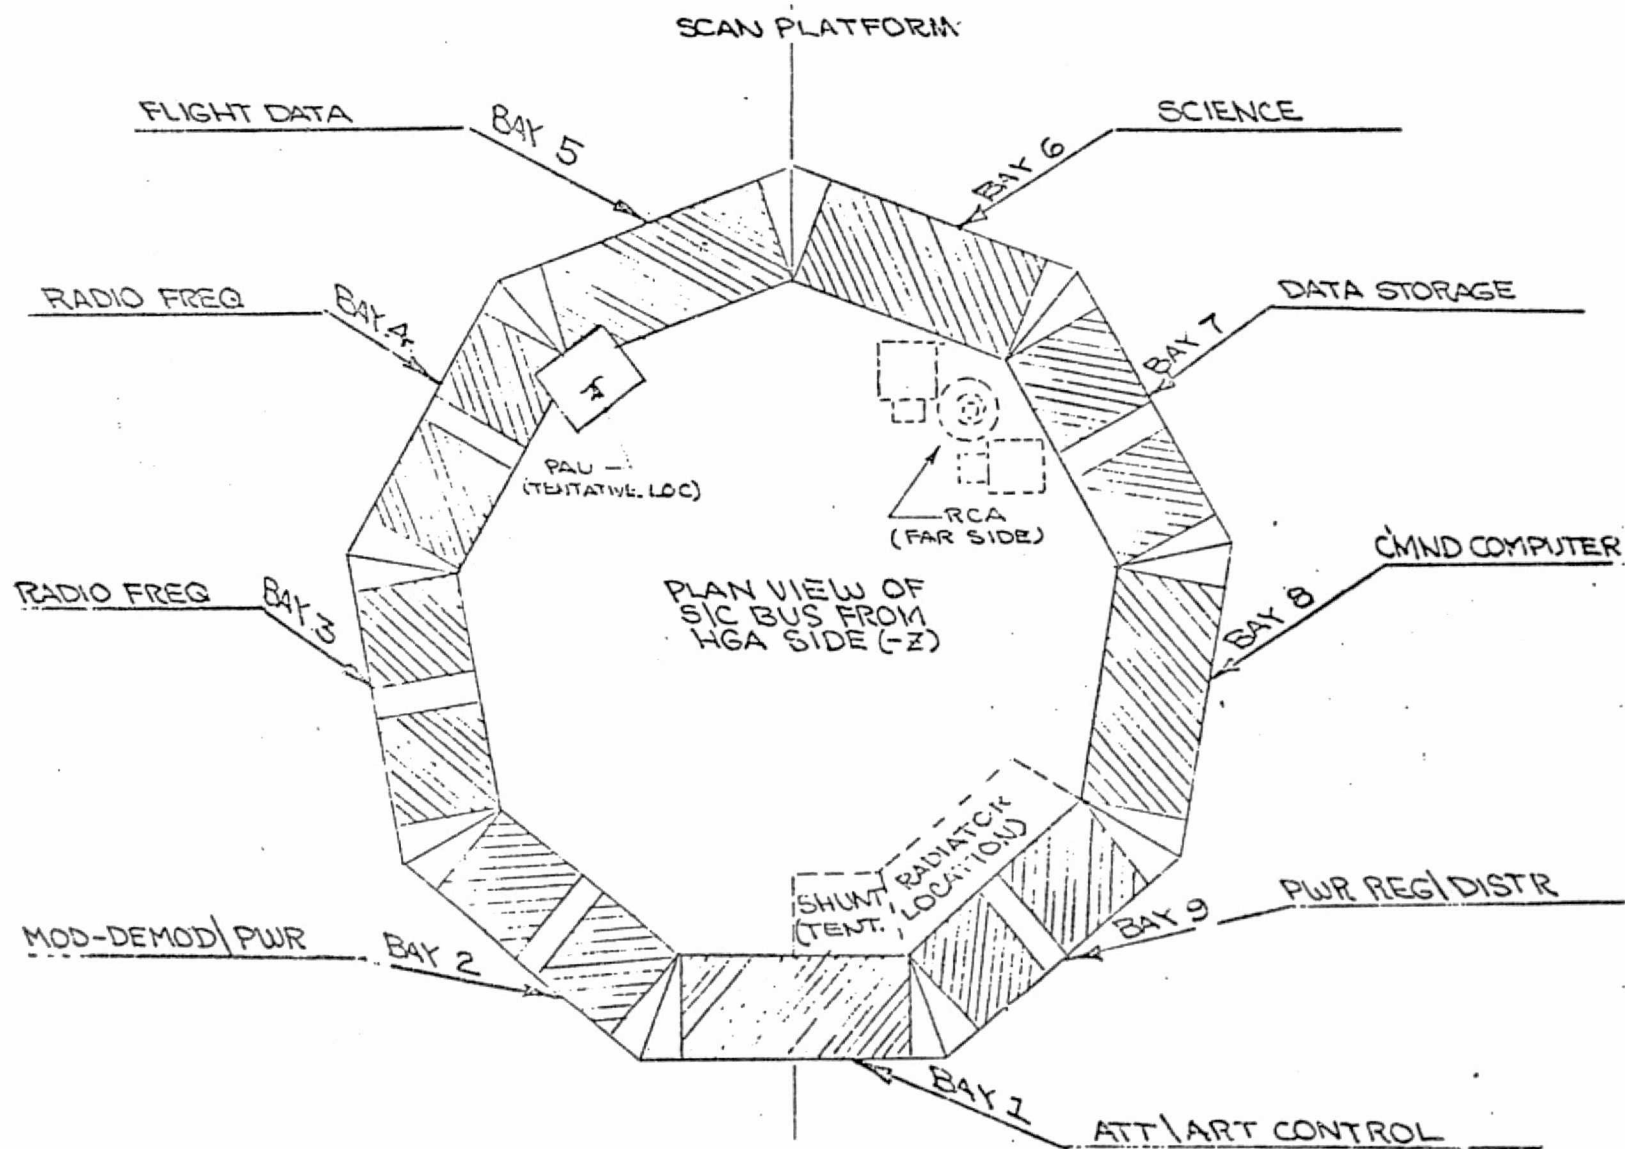 SCAN PLATFORM
FLIGHT DATA
BAY 5
SCIENCE
BAY 6
RADIO FREQ
BAY 4
DATA STORAGE
BAY 7
PAU
(TENTATIVE LOC)
RCA
(FAR SIDE)
PLAN VIEW OF
S/C BUS FROM
HGA SIDE (-Z)
RADIO FREQ
BAY 3
CMND COMPUTER
BAY 8
SHUNT RADIATOR
(TENT. LOCATION)
MOD-DEMOD\PWR
BAY 2
PWR REG\DISTR
BAY 9
BAY 1
ATT\ART CONTROL